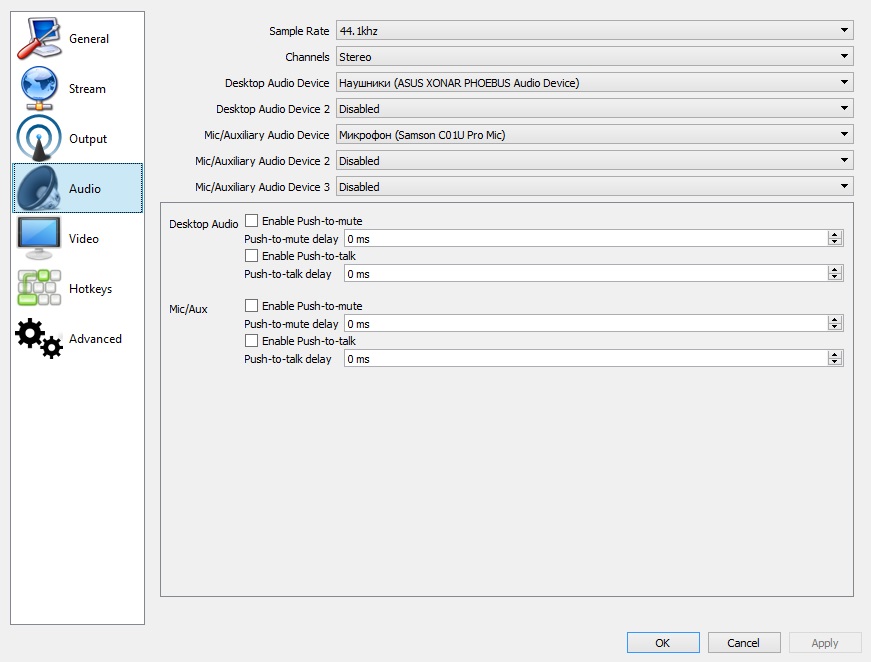 General
Stream
Output
Audio
Video
Hotkeys
Advanced
Sample Rate 44.1khz
Channels Stereo
Desktop Audio Device Наушники (ASUS XONAR PHOEBUS Audio Device)
Desktop Audio Device 2 Disabled
Mic/Auxiliary Audio Device Микрофон (Samson C01U Pro Mic)
Mic/Auxiliary Audio Device 2 Disabled
Mic/Auxiliary Audio Device 3 Disabled
Desktop Audio Enable Push-to-mute
Push-to-mute delay 0 ms
Enable Push-to-talk
Push-to-talk delay 0 ms
Mic/Aux Enable Push-to-mute
Push-to-mute delay 0 ms
Enable Push-to-talk
Push-to-talk delay 0 ms
OK Cancel Apply